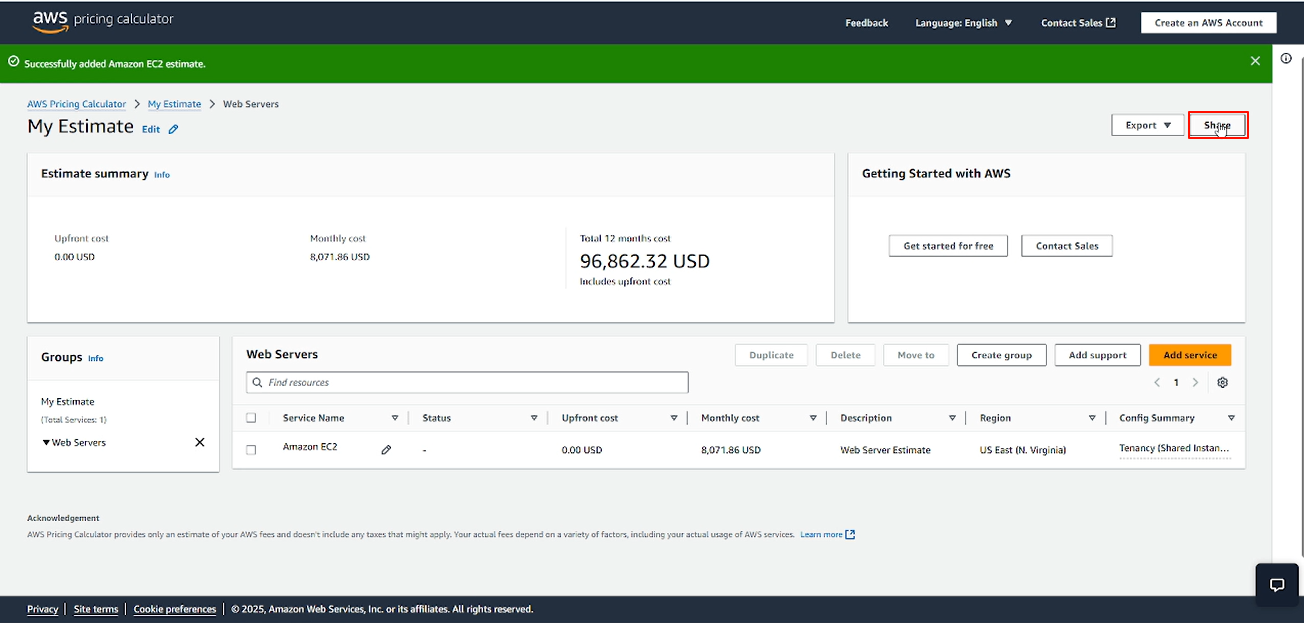 aws pricing calculator
Feedback Language: English Contact Sales Create an AWS Account
Successfully added Amazon EC2 estimate.
AWS Pricing Calculator > My Estimate > Web Servers
My Estimate Edit
Export Share
Estimate summary Info
Upfront cost
0.00 USD
Monthly cost
8,071.86 USD
Total 12 months cost
96,862.32 USD
Includes upfront cost
Getting Started with AWS
Get started for free Contact Sales
Groups Info
My Estimate
(Total Services: 1)
Web Servers
Web Servers
Duplicate Delete Move to Create group Add support Add service
Find resources
1
Service Name Status Upfront cost Monthly cost Description Region Config Summary
Amazon EC2 - 0.00 USD 8,071.86 USD Web Server Estimate US East (N. Virginia) Tenancy (Shared Instan...
Acknowledgement
AWS Pricing Calculator provides only an estimate of your AWS fees and doesn't include any taxes that might apply. Your actual fees depend on a variety of factors, including your actual usage of AWS services. Learn more
Privacy | Site terms | Cookie preferences | © 2025, Amazon Web Services, Inc. or its affiliates. All rights reserved.